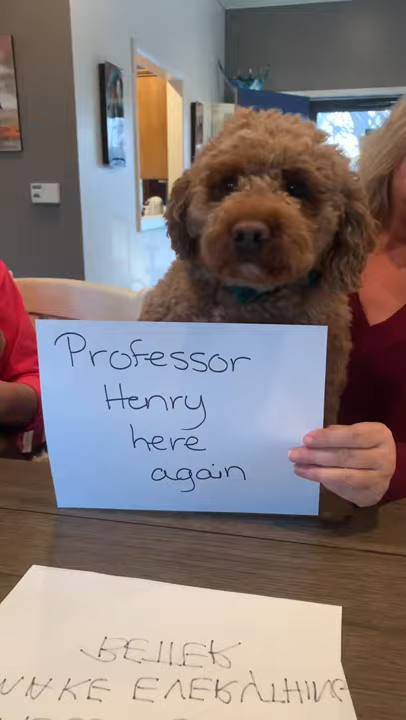 Professor
Henry
here
again
BETTER
MAKE EVERYTHING